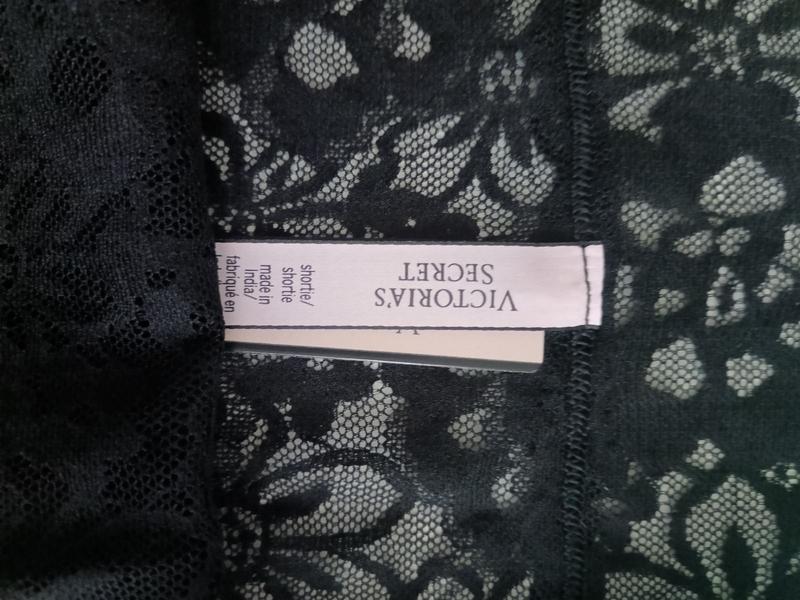 VICTORIA'S
SECRET
shortie/
shortie
made in
India/
fabriqué en